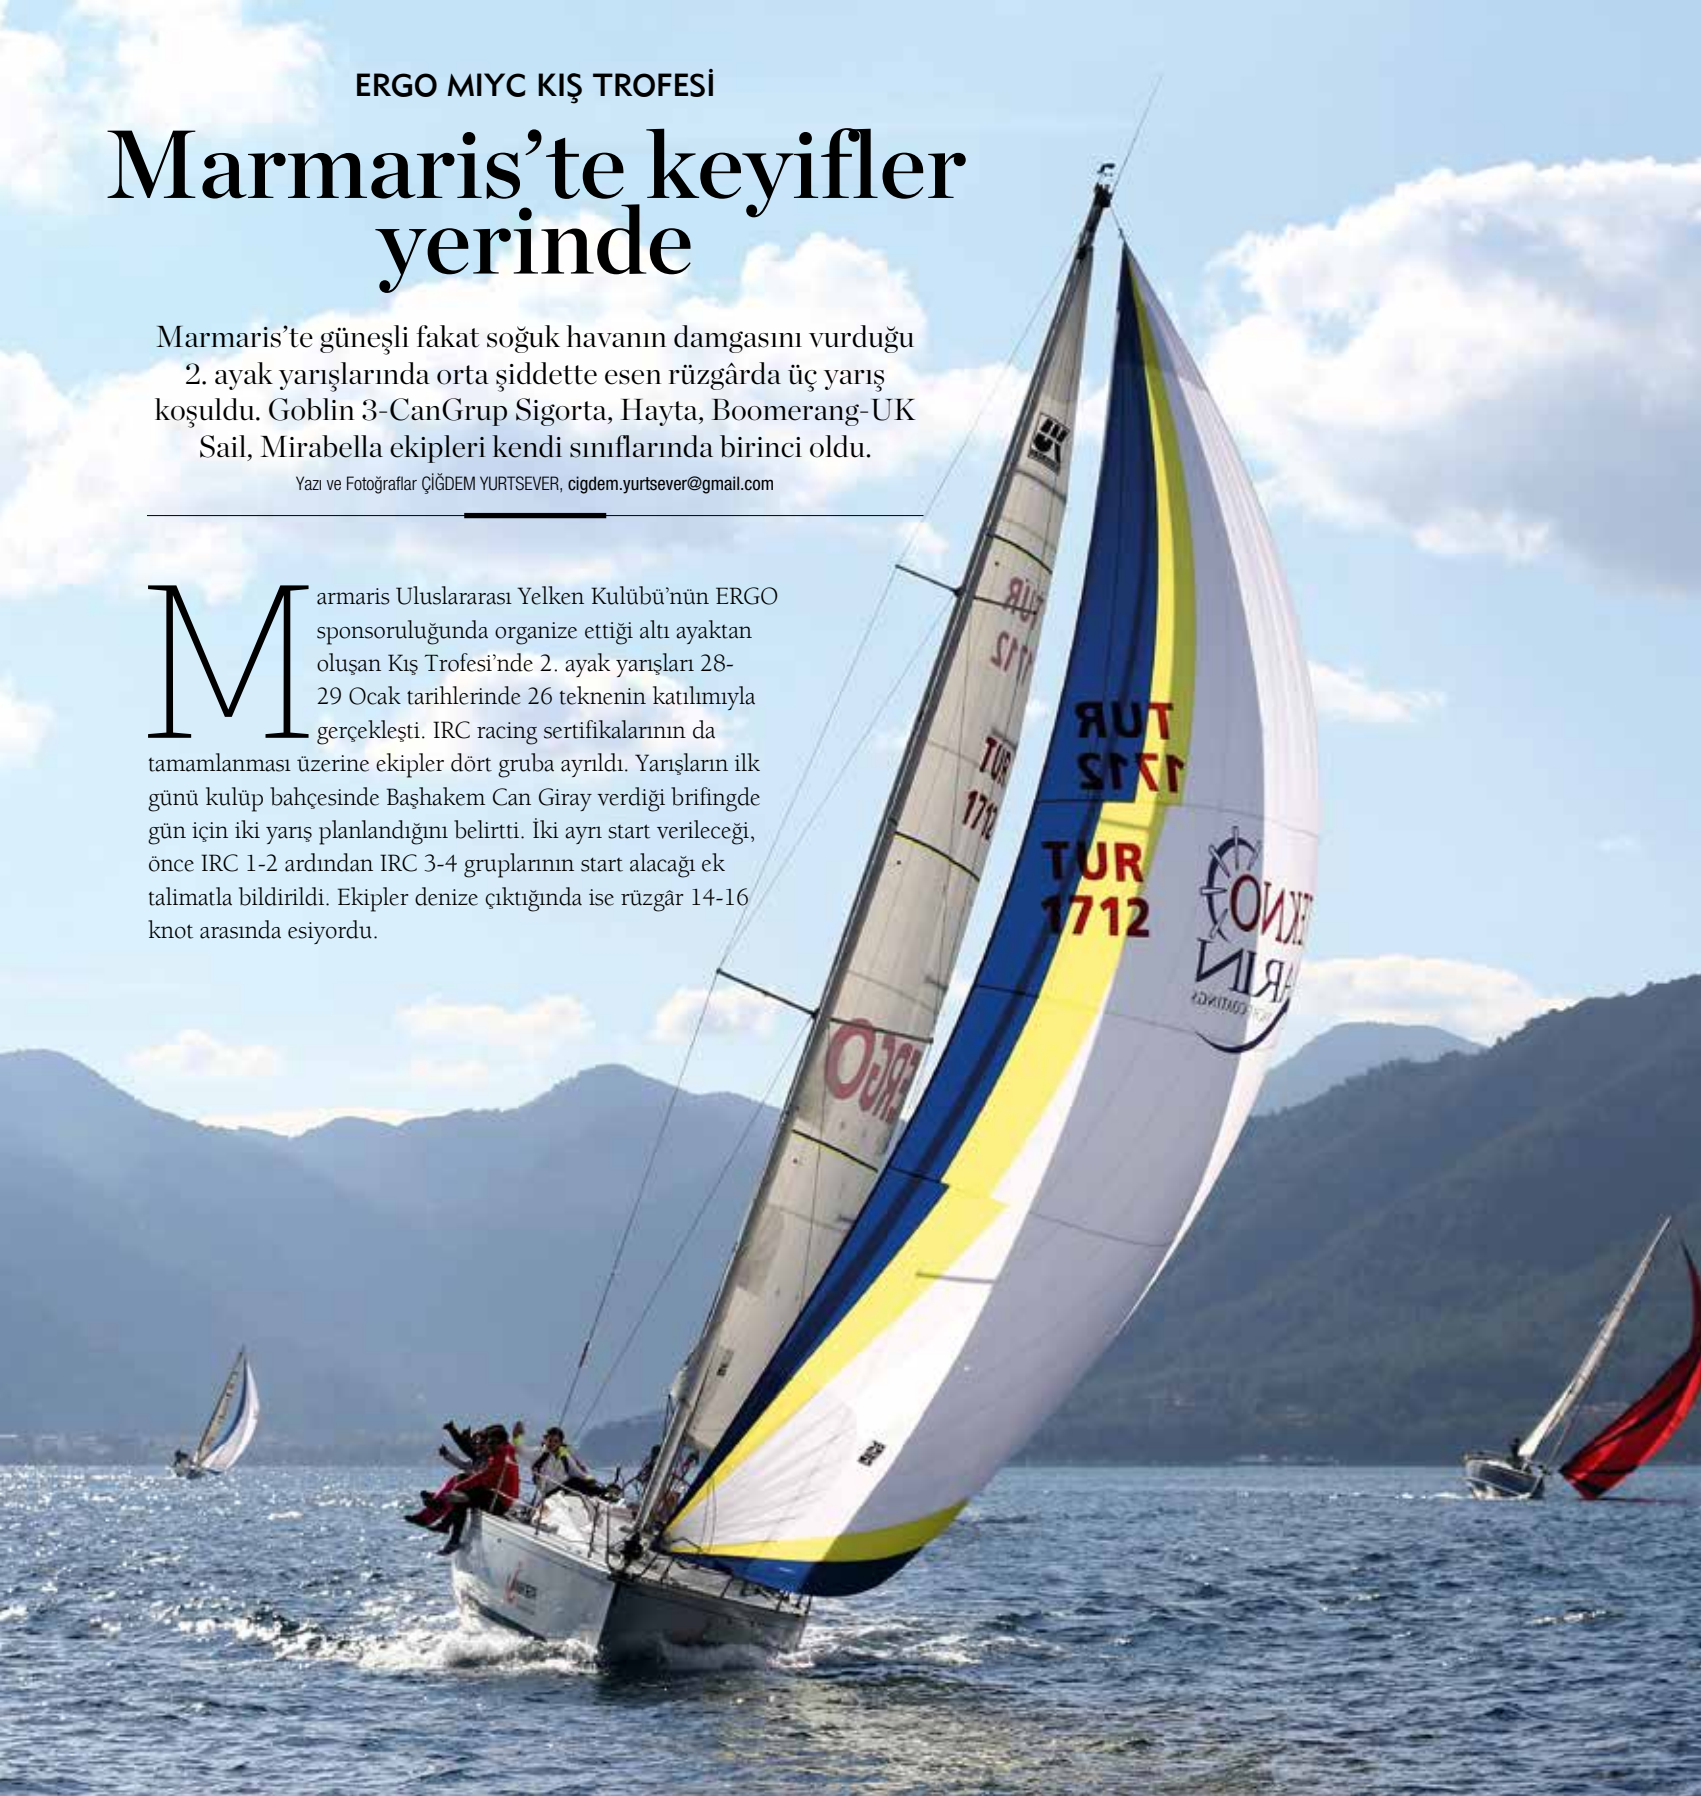 ERGO MIYC KIŞ TROFESİ
Marmaris’te keyifler
yerinde
Marmaris’te güneşli fakat soğuk havanın damgasını vurduğu
2. ayak yarışlarında orta şiddette esen rüzgârda üç yarış
koşuldu. Goblin 3-CanGrup Sigorta, Hayta, Boomerang-UK
Sail, Mirabella ekipleri kendi sınıflarında birinci oldu.
Yazı ve Fotoğraflar ÇİĞDEM YURTSEVER, cigdem.yurtsever@gmail.com
Marmaris Uluslararası Yelken Kulübü’nün ERGO
sponsoruluğunda organize ettiği altı ayaktan
oluşan Kış Trofesi’nde 2. ayak yarışları 28-
29 Ocak tarihlerinde 26 teknenin katılımıyla
gerçekleşti. IRC racing sertifikalarının da
tamamlanması üzerine ekipler dört gruba ayrıldı. Yarışların ilk
günü kulüp bahçesinde Başhakem Can Giray verdiği brifingde
gün için iki yarış planlandığını belirtti. İki ayrı start verileceği,
önce IRC 1-2 ardından IRC 3-4 gruplarının start alacağı ek
talimatla bildirildi. Ekipler denize çıktığında ise rüzgâr 14-16
knot arasında esiyordu.
TUR
1712
TUR
1712
TUR
1712
TUR
1712
ERGO